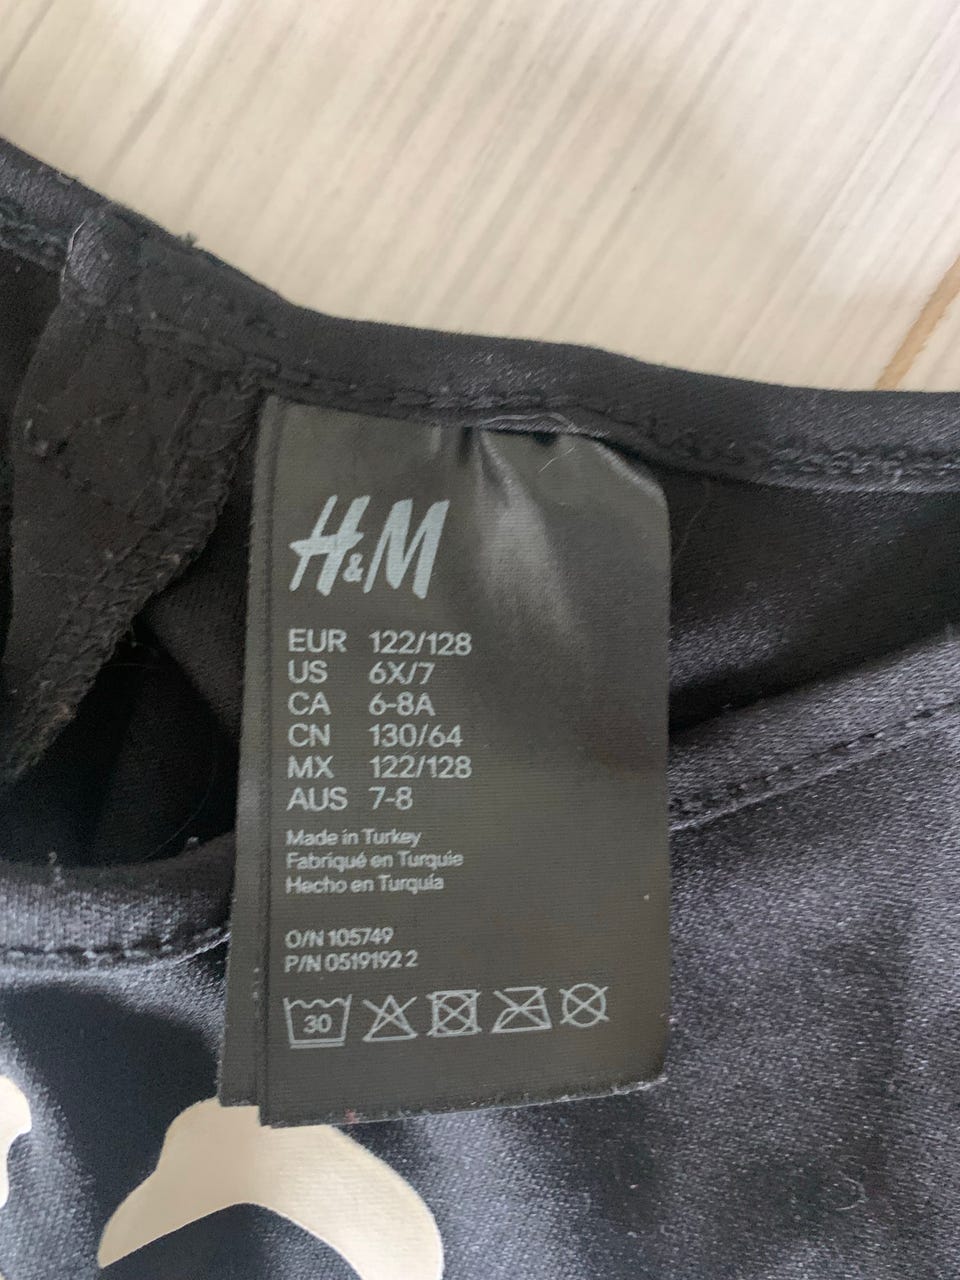 H&M
EUR 122/128
US 6X/7
CA 6-8A
CN 130/64
MX 122/128
AUS 7-8
Made in Turkey
Fabriqué en Turquie
Hecho en Turquía
O/N 105749
P/N 0519192 2
30